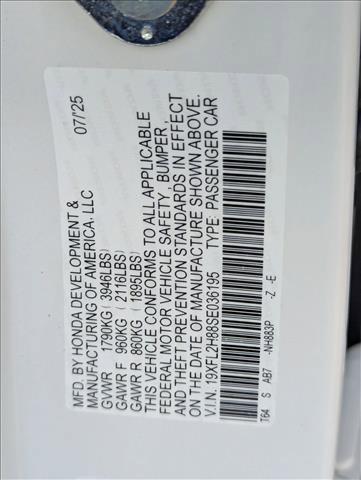 MFD. BY HONDA DEVELOPMENT & 07/'25
MANUFACTURING OF AMERICA, LLC
GVWR 1790KG(3946LBS)
GAWR F 960KG(2116LBS)
GAWR R 860KG(1895LBS)
THIS VEHICLE CONFORMS TO ALL APPLICABLE
FEDERAL MOTOR VEHICLE SAFETY, BUMPER,
AND THEFT PREVENTION STANDARDS IN EFFECT
ON THE DATE OF MANUFACTURE SHOWN ABOVE.
V.I.N. 19XFL2H88SE036195 TYPE: PASSENGER CAR
T64 S AB7 -NH883P -Z -E